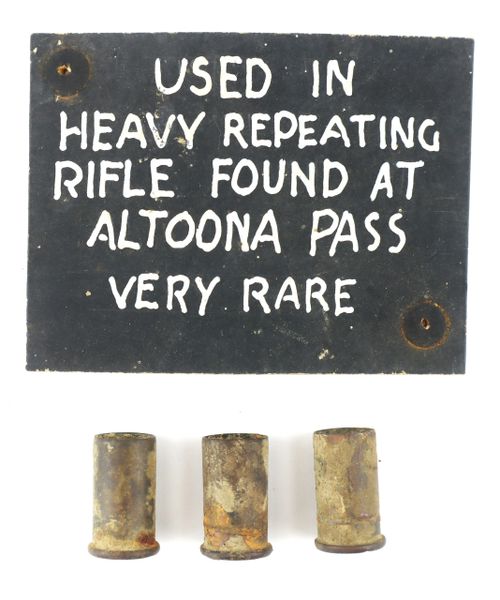 USED IN
HEAVY REPEATING
RIFLE FOUND AT
ALTOONA PASS
VERY RARE